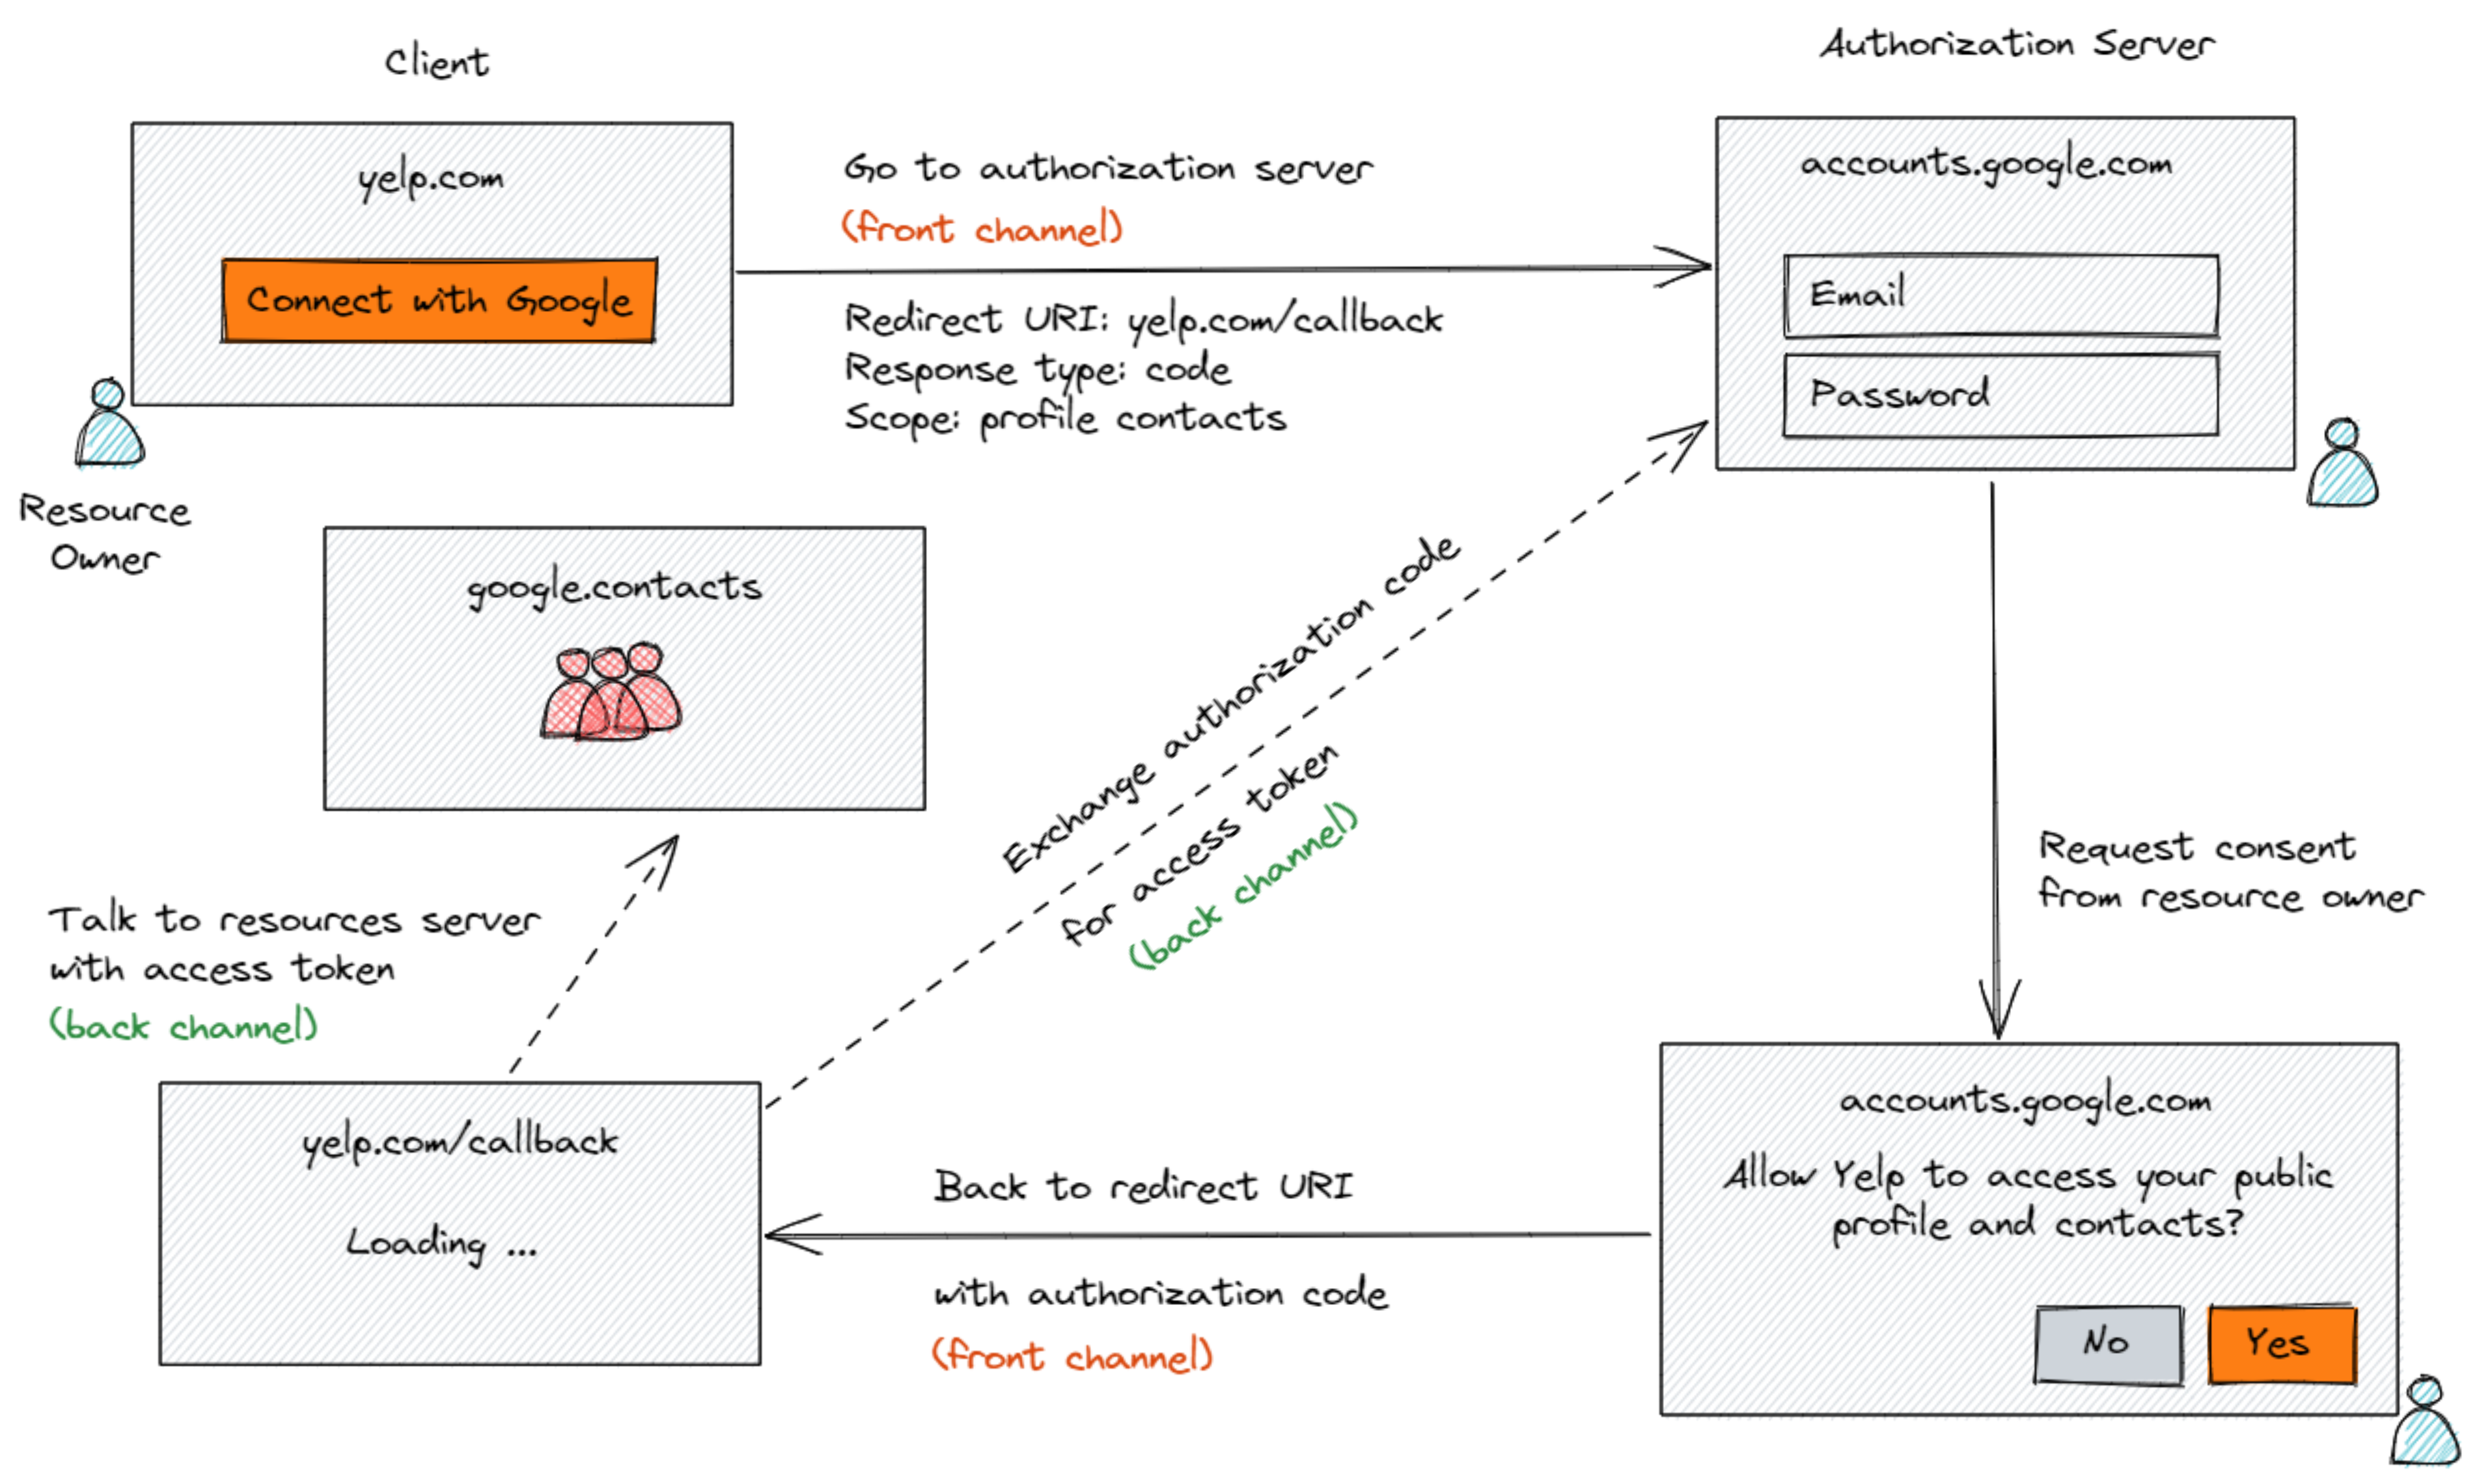 Client
Authorization Server
yelp.com
Connect with Google
Go to authorization server
(front channel)
Redirect URI: yelp.com/callback
Response type: code
Scope: profile contacts
accounts.google.com
Email
Password
Resource
Owner
google.contacts
Exchange authorization code
for access token
(back channel)
Request consent
from resource owner
Talk to resources server
with access token
(back channel)
yelp.com/callback
Loading ...
Back to redirect URI
with authorization code
(front channel)
accounts.google.com
Allow Yelp to access your public
profile and contacts?
No
Yes